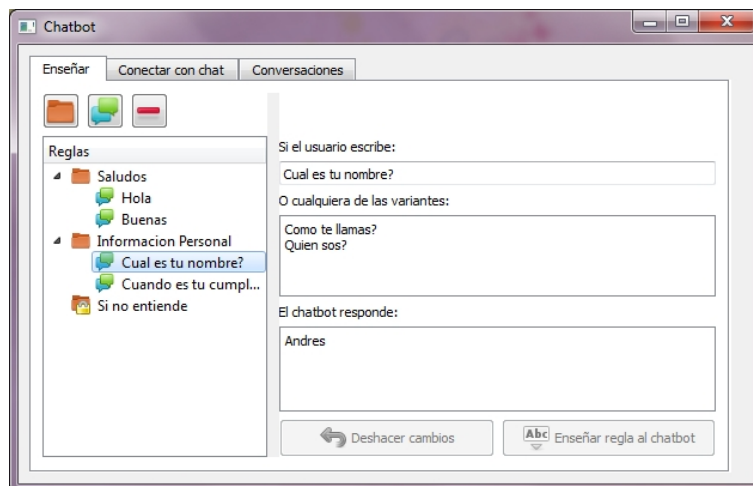 Chatbot
Enseñar
Conectar con chat
Conversaciones
Reglas
Saludos
Hola
Buenas
Informacion Personal
Cual es tu nombre?
Cuando es tu cumpl...
Si no entiende
Si el usuario escribe:
Cual es tu nombre?
O cualquiera de las variantes:
Como te llamas?
Quien sos?
El chatbot responde:
Andres
Deshacer cambios
Abc Enseñar regla al chatbot